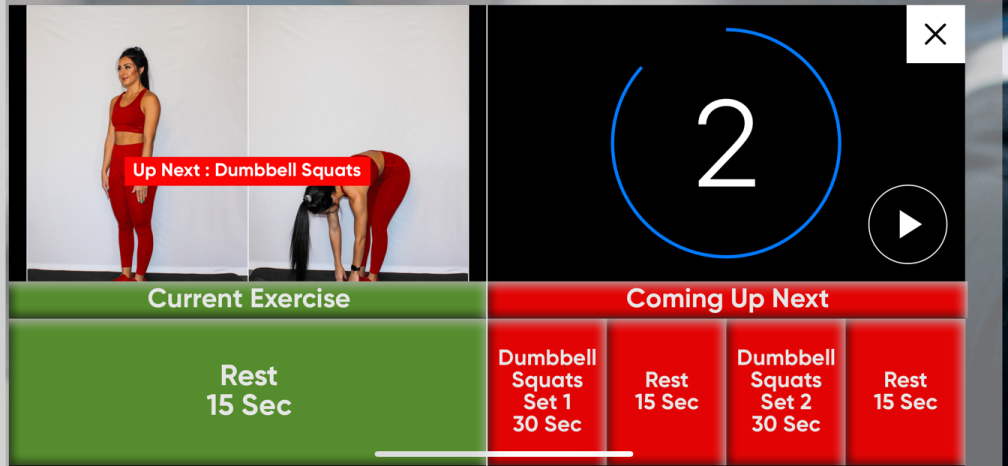 Up Next : Dumbbell Squats
2
Current Exercise
Coming Up Next
Rest
15 Sec
Dumbbell
Squats
Set 1
30 Sec
Rest
15 Sec
Dumbbell
Squats
Set 2
30 Sec
Rest
15 Sec